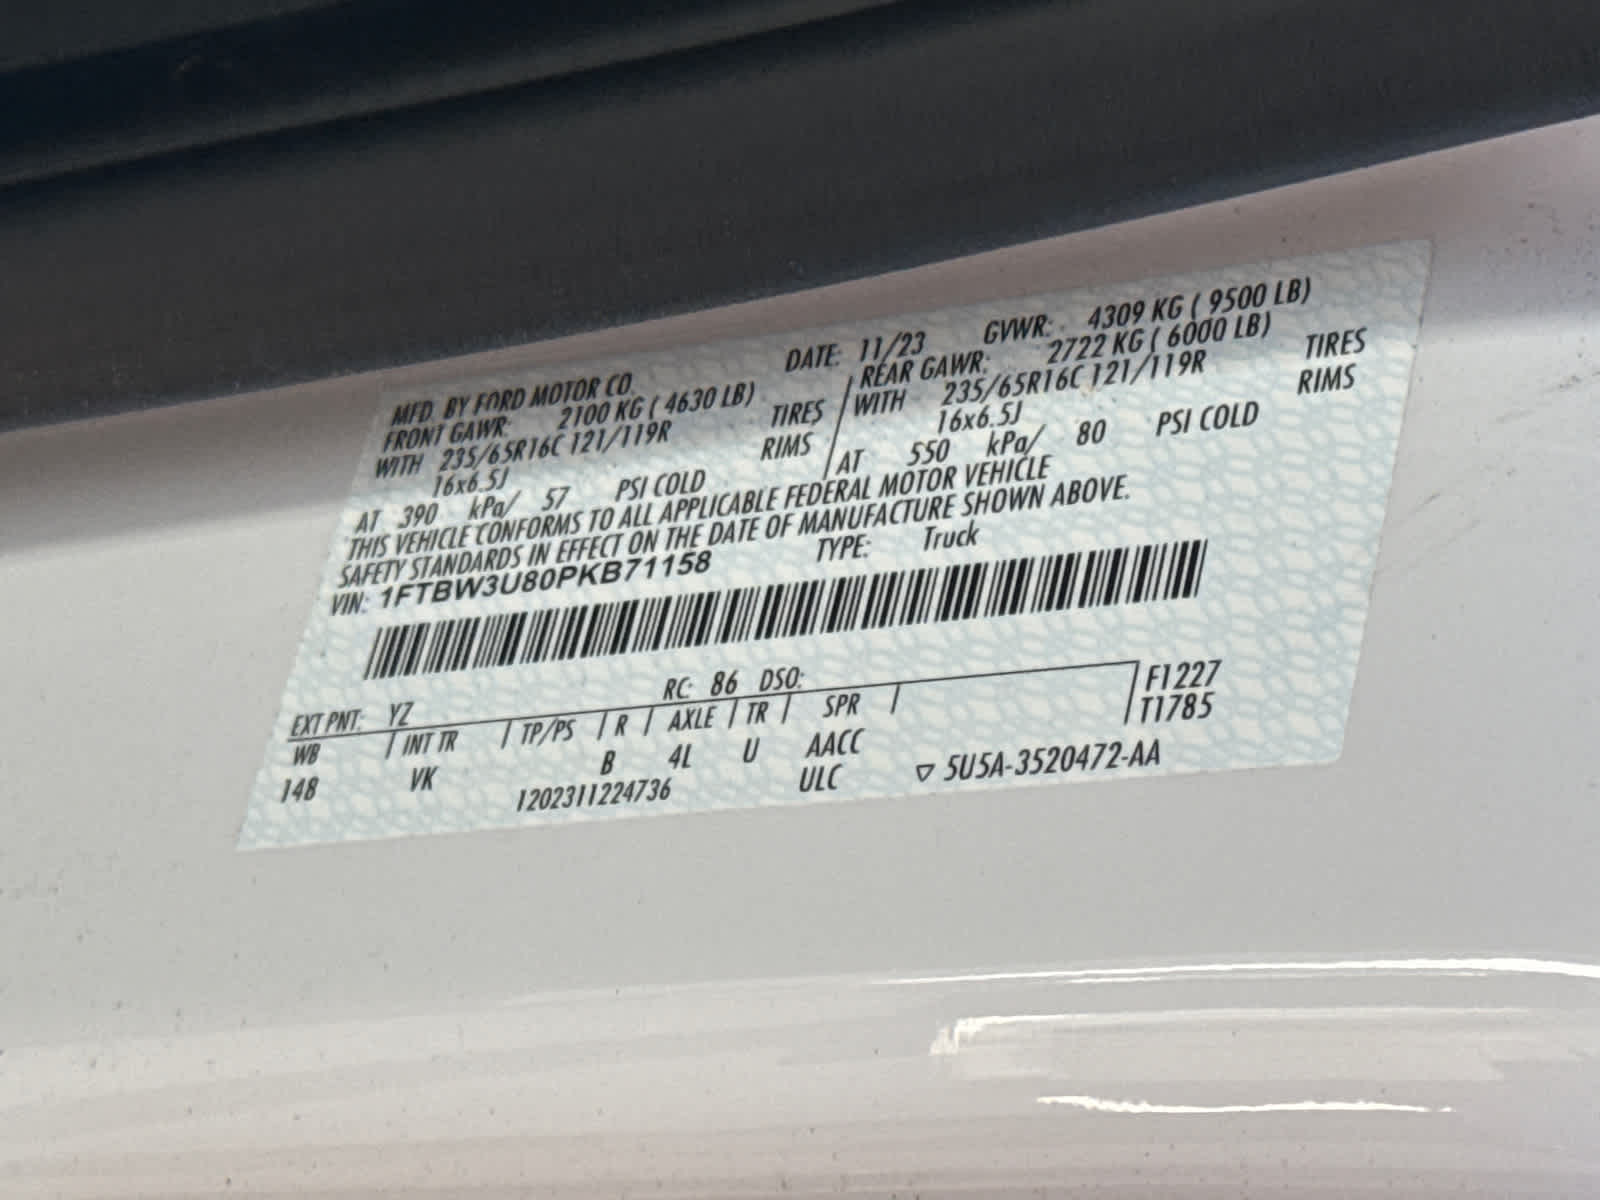 MFD. BY FORD MOTOR CO. DATE: 11/23 GVWR: 4309 KG ( 9500 LB)
FRONT GAWR: 2100 KG ( 4630 LB) REAR GAWR: 2722 KG ( 6000 LB)
WITH 235/65R16C 121/119R TIRES WITH 235/65R16C 121/119R TIRES
16x6.5J RIMS 16x6.5J RIMS
AT 390 kPa/ 57 PSI COLD AT 550 kPa/ 80 PSI COLD
THIS VEHICLE CONFORMS TO ALL APPLICABLE FEDERAL MOTOR VEHICLE
SAFETY STANDARDS IN EFFECT ON THE DATE OF MANUFACTURE SHOWN ABOVE.
VIN: 1FTBW3U80PKB71158 TYPE: Truck
EXT PNT: YZ RC: 86 DSO: F1227
WB INT TR TP/PS R AXLE TR SPR T1785
148 VK B 4L U AACC
1202311224736 ULC ▽ 5U5A-3520472-AA